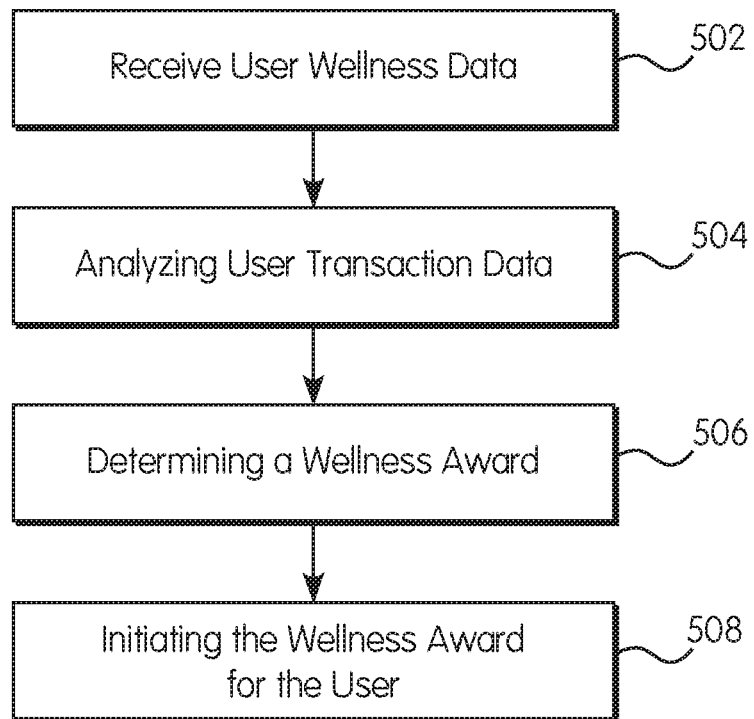 Receive User Wellness Data
502
Analyzing User Transaction Data
504
Determining a Wellness Award
506
Initiating the Wellness Award
for the User
508